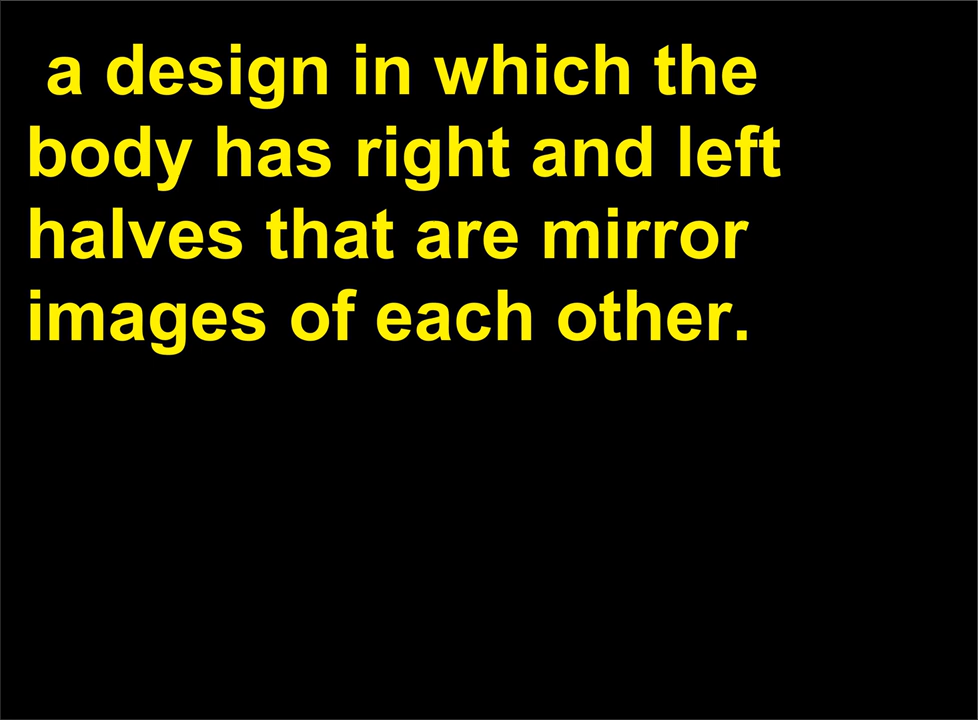 a design in which the
body has right and left
halves that are mirror
images of each other.